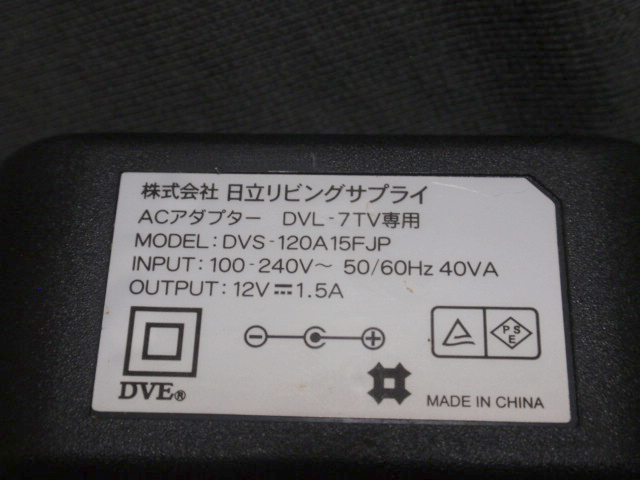 株式会社 日立リビングサプライ
ACアダプター DVL-7TV専用
MODEL: DVS-120A15FJP
INPUT: 100-240V~ 50/60Hz 40VA
OUTPUT: 12V⎓1.5A
DVE®
PSE
MADE IN CHINA